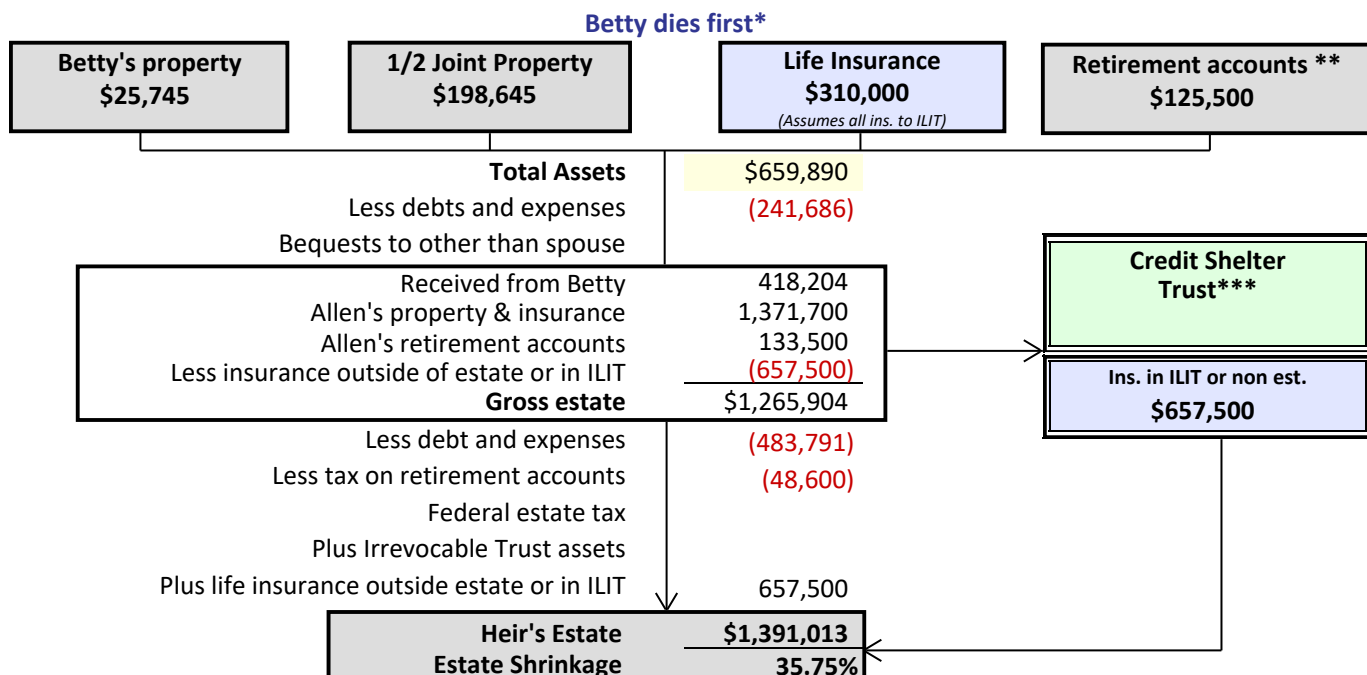 Betty dies first*
Betty's property
$25,745
1/2 Joint Property
$198,645
Life Insurance
$310,000
(Assumes all ins. to ILIT)
Retirement accounts **
$125,500
Total Assets $659,890
Less debts and expenses (241,686)
Bequests to other than spouse
Received from Betty 418,204
Allen's property & insurance 1,371,700
Allen's retirement accounts 133,500
Less insurance outside of estate or in ILIT (657,500)
Gross estate $1,265,904
Credit Shelter
Trust***
Ins. in ILIT or non est.
$657,500
Less debt and expenses (483,791)
Less tax on retirement accounts (48,600)
Federal estate tax
Plus Irrevocable Trust assets
Plus life insurance outside estate or in ILIT 657,500
Heir's Estate $1,391,013
Estate Shrinkage 35.75%